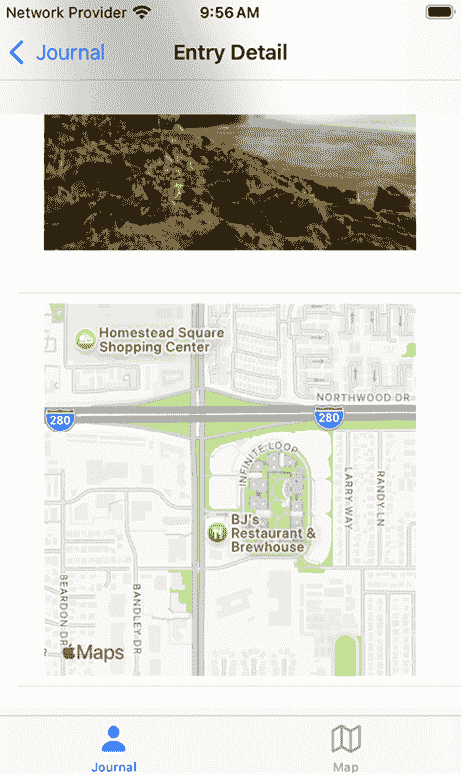 Network Provider 9:56 AM
Journal Entry Detail
Homestead Square
Shopping Center
NORTHWOOD DR
280
280
INFINITE LOOP
LARRY WAY
RANDY LN
BJ's
Restaurant &
Brewhouse
BEARDON DR
BANDLEY DR
Maps
Journal Map